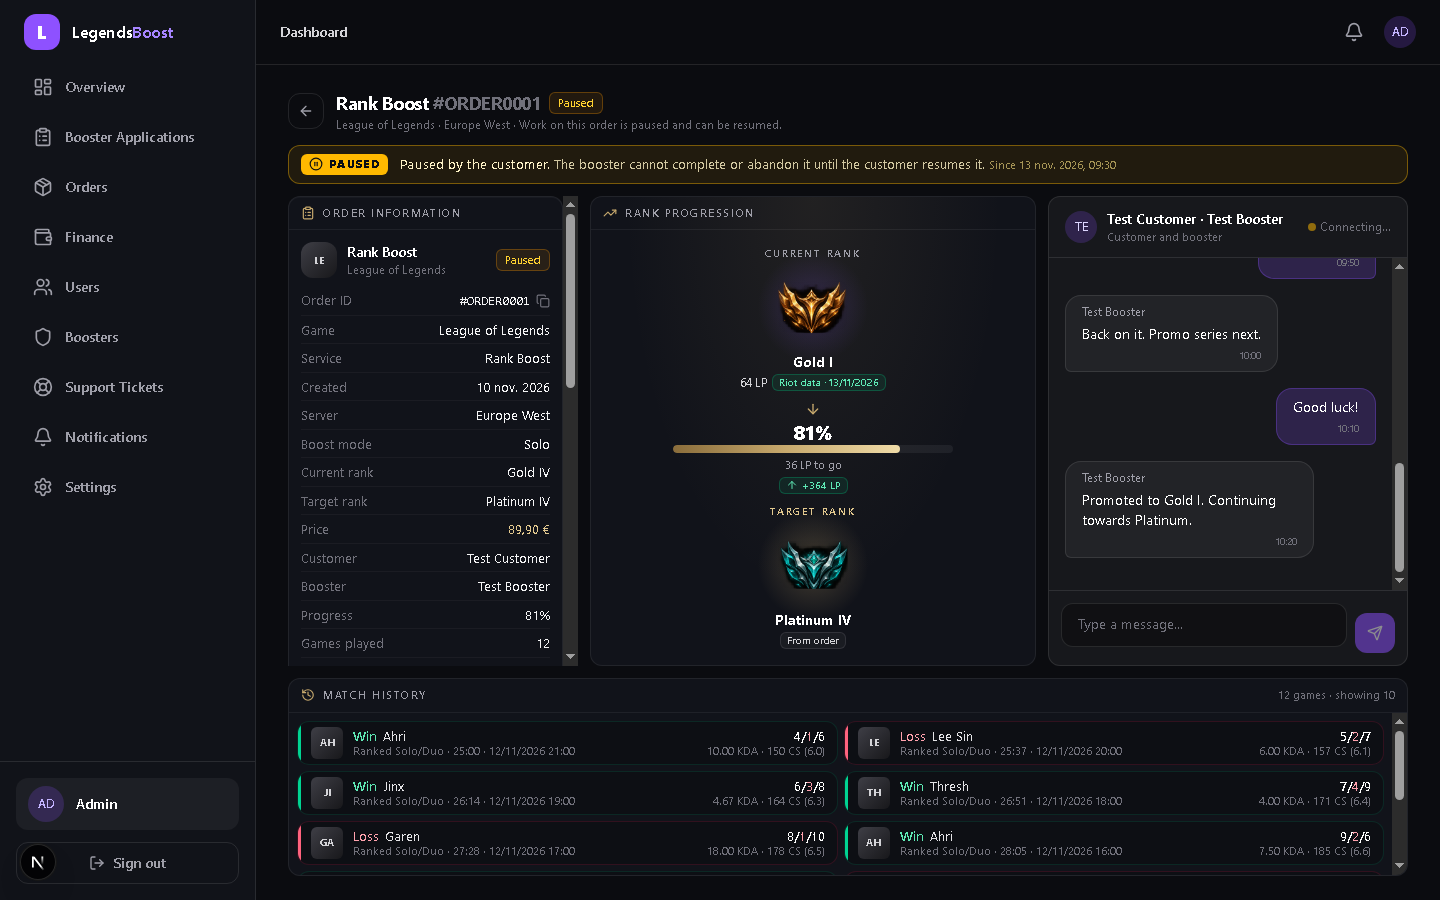 L LegendsBoost
Overview
Booster Applications
Orders
Finance
Users
Boosters
Support Tickets
Notifications
Settings
AD Admin
N Sign out
Dashboard
AD
Rank Boost #ORDER0001 Paused
League of Legends · Europe West · Work on this order is paused and can be resumed.
PAUSED Paused by the customer. The booster cannot complete or abandon it until the customer resumes it. Since 13 nov. 2026, 09:30
ORDER INFORMATION
LE Rank Boost Paused
League of Legends
Order ID #ORDER0001
Game League of Legends
Service Rank Boost
Created 10 nov. 2026
Server Europe West
Boost mode Solo
Current rank Gold IV
Target rank Platinum IV
Price 89,90 €
Customer Test Customer
Booster Test Booster
Progress 81%
Games played 12
RANK PROGRESSION
CURRENT RANK
Gold I
64 LP Riot data · 13/11/2026
81%
36 LP to go
+364 LP
TARGET RANK
Platinum IV
From order
TE Test Customer · Test Booster
Customer and booster
Connecting...
09:50
Test Booster
Back on it. Promo series next.
10:00
Good luck!
10:10
Test Booster
Promoted to Gold I. Continuing
towards Platinum.
10:20
Type a message...
MATCH HISTORY 12 games · showing 10
AH Win Ahri 4/1/6
Ranked Solo/Duo · 25:00 · 12/11/2026 21:00 10.00 KDA · 150 CS (6.0)
LE Loss Lee Sin 5/2/7
Ranked Solo/Duo · 25:37 · 12/11/2026 20:00 6.00 KDA · 157 CS (6.1)
JI Win Jinx 6/3/8
Ranked Solo/Duo · 26:14 · 12/11/2026 19:00 4.67 KDA · 164 CS (6.3)
TH Win Thresh 7/4/9
Ranked Solo/Duo · 26:51 · 12/11/2026 18:00 4.00 KDA · 171 CS (6.4)
GA Loss Garen 8/1/10
Ranked Solo/Duo · 27:28 · 12/11/2026 17:00 18.00 KDA · 178 CS (6.5)
AH Win Ahri 9/2/6
Ranked Solo/Duo · 28:05 · 12/11/2026 16:00 7.50 KDA · 185 CS (6.6)